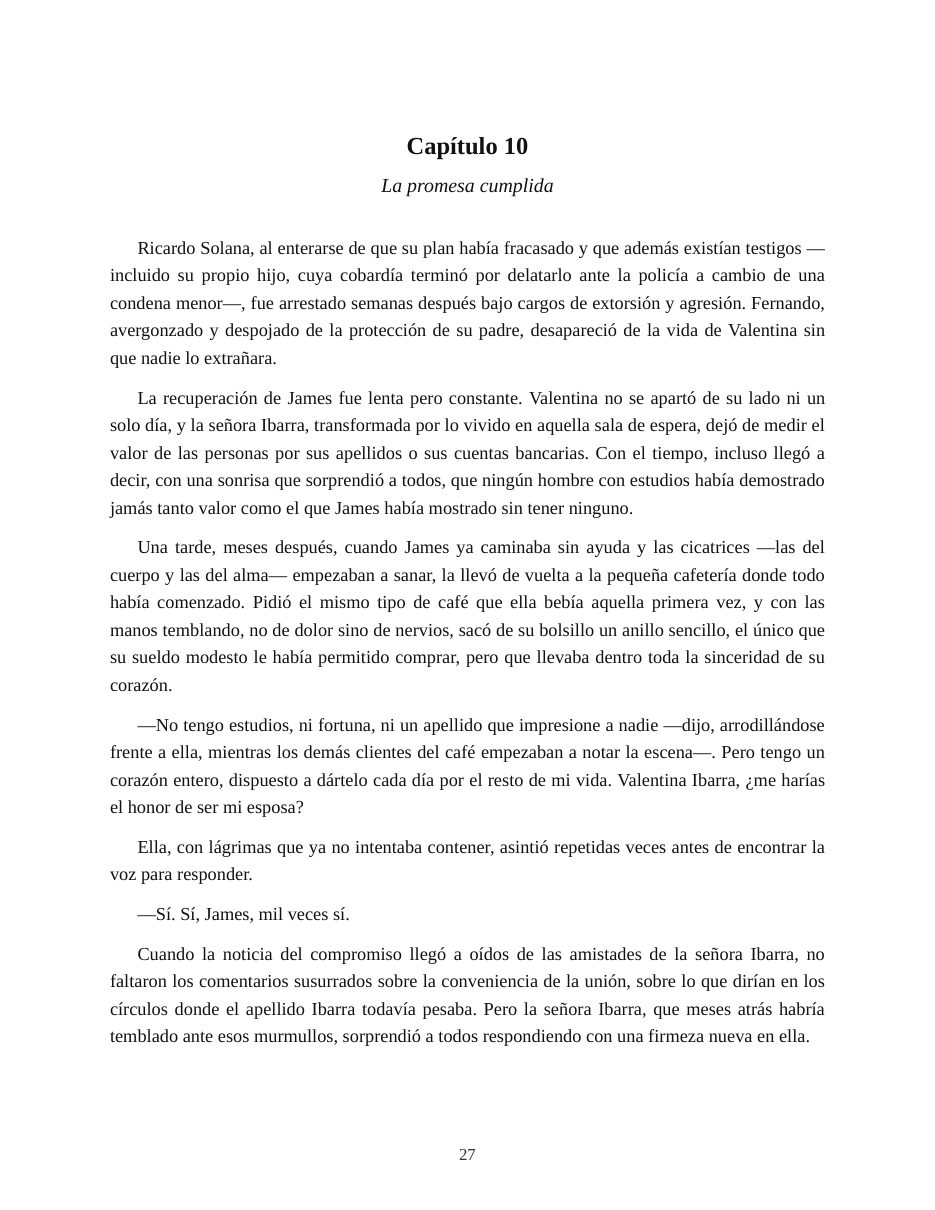 Capítulo 10
La promesa cumplida
Ricardo Solana, al enterarse de que su plan había fracasado y que además existían testigos —
incluido su propio hijo, cuya cobardía terminó por delatarlo ante la policía a cambio de una
condena menor—, fue arrestado semanas después bajo cargos de extorsión y agresión. Fernando,
avergonzado y despojado de la protección de su padre, desapareció de la vida de Valentina sin
que nadie lo extrañara.
La recuperación de James fue lenta pero constante. Valentina no se apartó de su lado ni un
solo día, y la señora Ibarra, transformada por lo vivido en aquella sala de espera, dejó de medir el
valor de las personas por sus apellidos o sus cuentas bancarias. Con el tiempo, incluso llegó a
decir, con una sonrisa que sorprendió a todos, que ningún hombre con estudios había demostrado
jamás tanto valor como el que James había mostrado sin tener ninguno.
Una tarde, meses después, cuando James ya caminaba sin ayuda y las cicatrices —las del
cuerpo y las del alma— empezaban a sanar, la llevó de vuelta a la pequeña cafetería donde todo
había comenzado. Pidió el mismo tipo de café que ella bebía aquella primera vez, y con las
manos temblando, no de dolor sino de nervios, sacó de su bolsillo un anillo sencillo, el único que
su sueldo modesto le había permitido comprar, pero que llevaba dentro toda la sinceridad de su
corazón.
—No tengo estudios, ni fortuna, ni un apellido que impresione a nadie —dijo, arrodillándose
frente a ella, mientras los demás clientes del café empezaban a notar la escena—. Pero tengo un
corazón entero, dispuesto a dártelo cada día por el resto de mi vida. Valentina Ibarra, ¿me harías
el honor de ser mi esposa?
Ella, con lágrimas que ya no intentaba contener, asintió repetidas veces antes de encontrar la
voz para responder.
—Sí. Sí, James, mil veces sí.
Cuando la noticia del compromiso llegó a oídos de las amistades de la señora Ibarra, no
faltaron los comentarios susurrados sobre la conveniencia de la unión, sobre lo que dirían en los
círculos donde el apellido Ibarra todavía pesaba. Pero la señora Ibarra, que meses atrás habría
temblado ante esos murmullos, sorprendió a todos respondiendo con una firmeza nueva en ella.
27